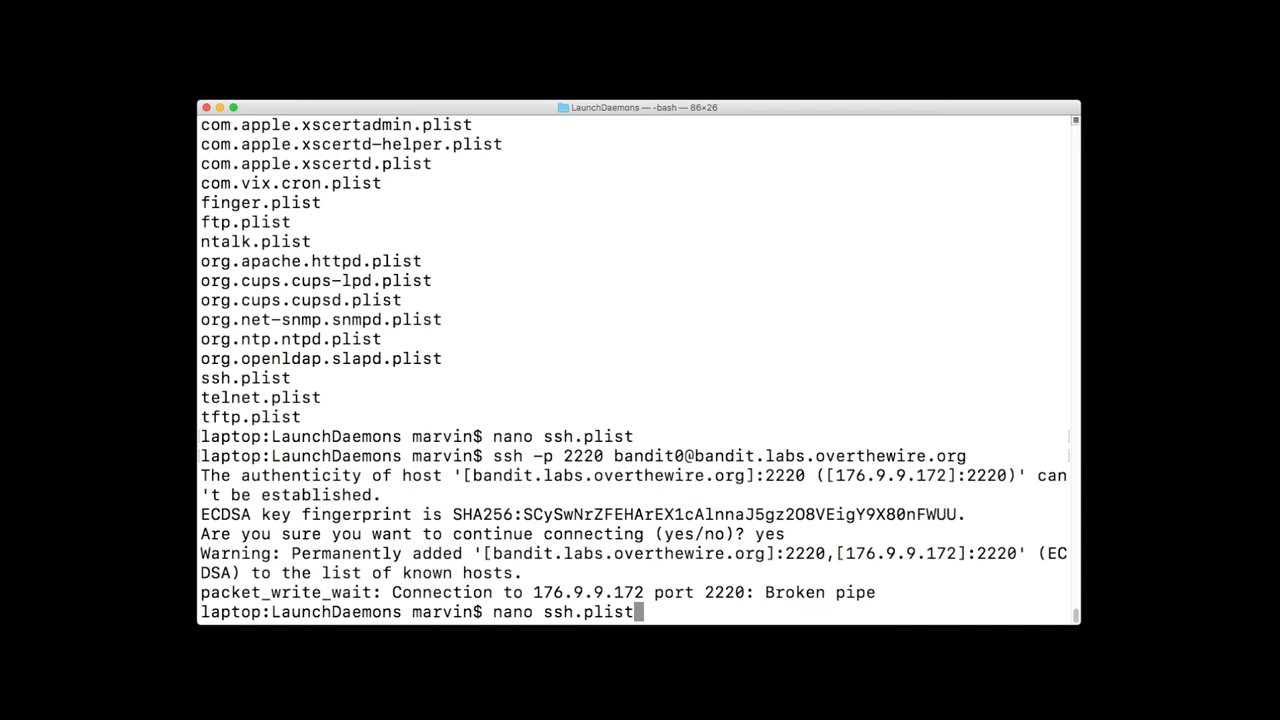 LaunchDaemons — -bash — 86×26
com.apple.xscertadmin.plist
com.apple.xscertd-helper.plist
com.apple.xscertd.plist
com.vix.cron.plist
finger.plist
ftp.plist
ntalk.plist
org.apache.httpd.plist
org.cups.cups-lpd.plist
org.cups.cupsd.plist
org.net-snmp.snmpd.plist
org.ntp.ntpd.plist
org.openldap.slapd.plist
ssh.plist
telnet.plist
tftp.plist
laptop:LaunchDaemons marvin$ nano ssh.plist
laptop:LaunchDaemons marvin$ ssh -p 2220 bandit0@bandit.labs.overthewire.org
The authenticity of host '[bandit.labs.overthewire.org]:2220 ([176.9.9.172]:2220)' can
't be established.
ECDSA key fingerprint is SHA256:SCySwNrZFEHArEX1cAlnnaJ5gz2O8VEigY9X80nFWUU.
Are you sure you want to continue connecting (yes/no)? yes
Warning: Permanently added '[bandit.labs.overthewire.org]:2220,[176.9.9.172]:2220' (EC
DSA) to the list of known hosts.
packet_write_wait: Connection to 176.9.9.172 port 2220: Broken pipe
laptop:LaunchDaemons marvin$ nano ssh.plist